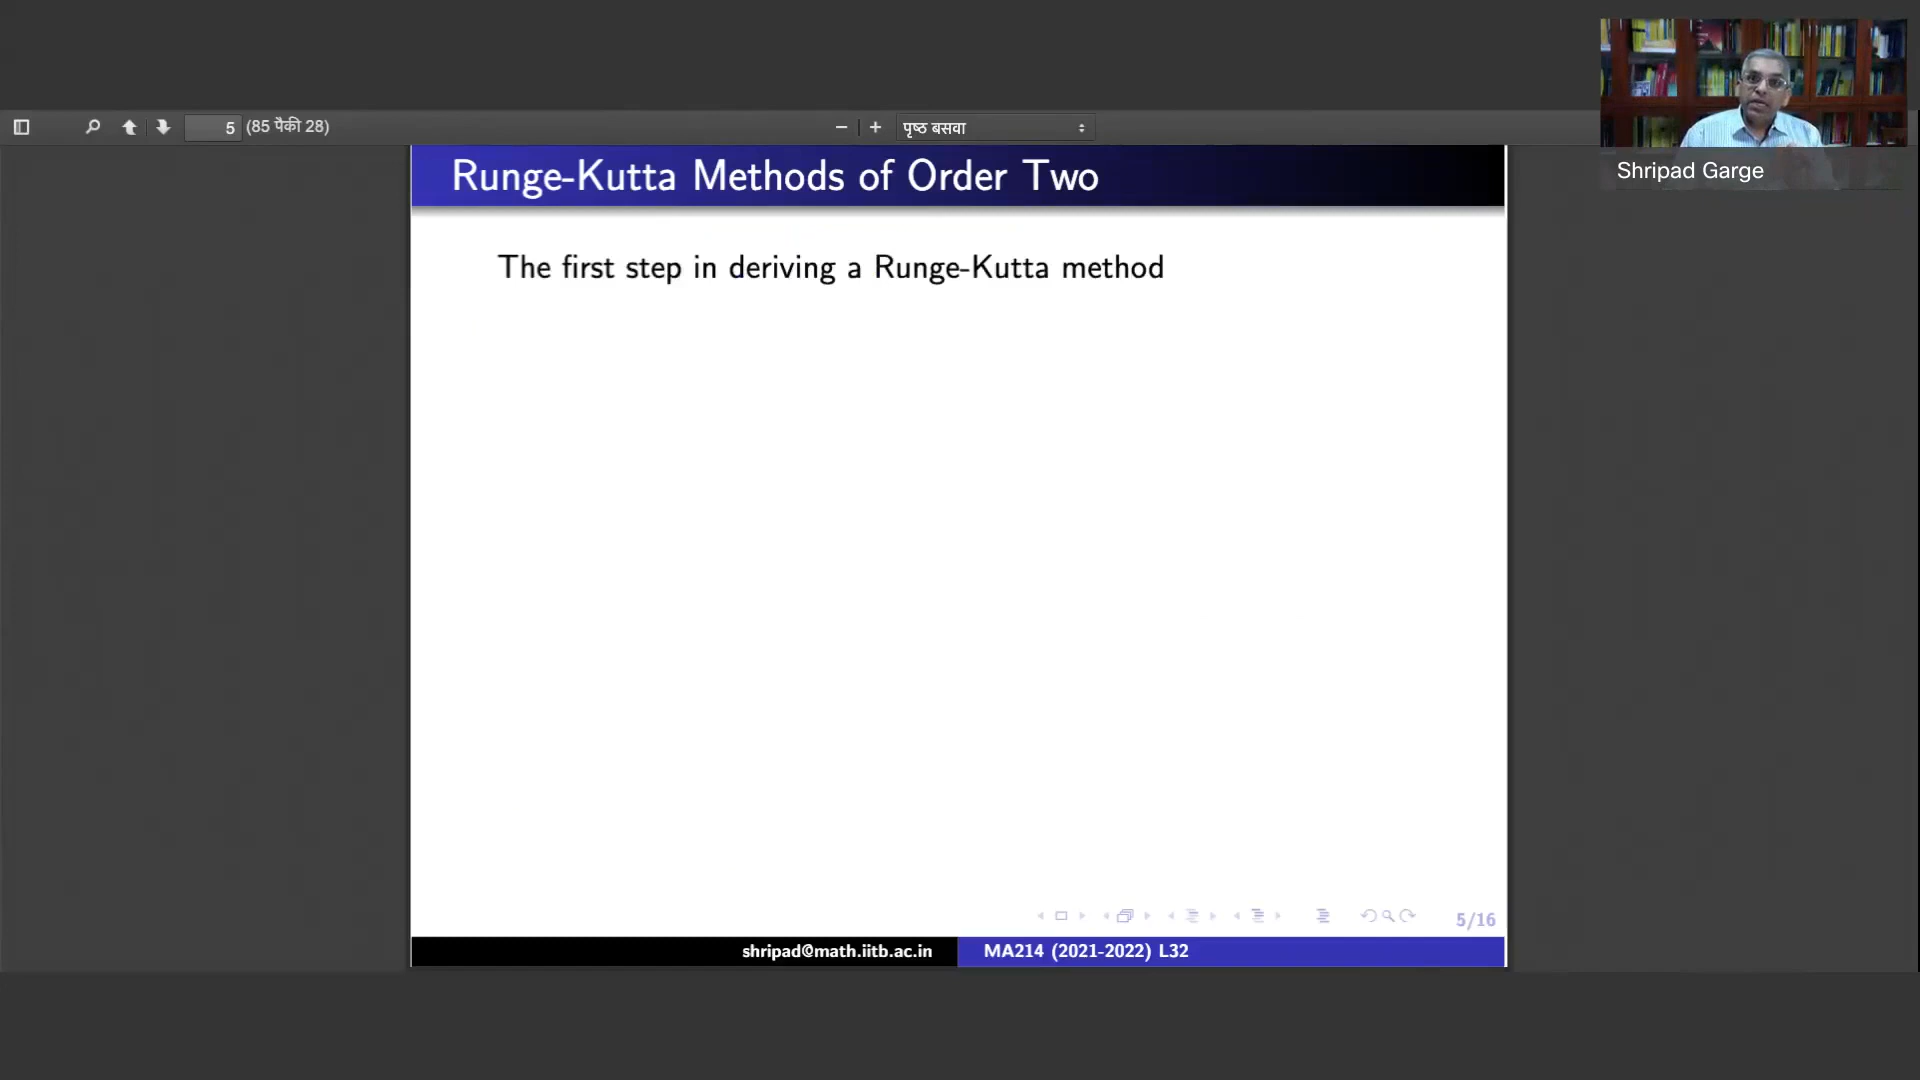 5 (85 पैकी 28)
पृष्ठ बसवा
Shripad Garge
Runge-Kutta Methods of Order Two
The first step in deriving a Runge-Kutta method
5/16
shripad@math.iitb.ac.in MA214 (2021-2022) L32